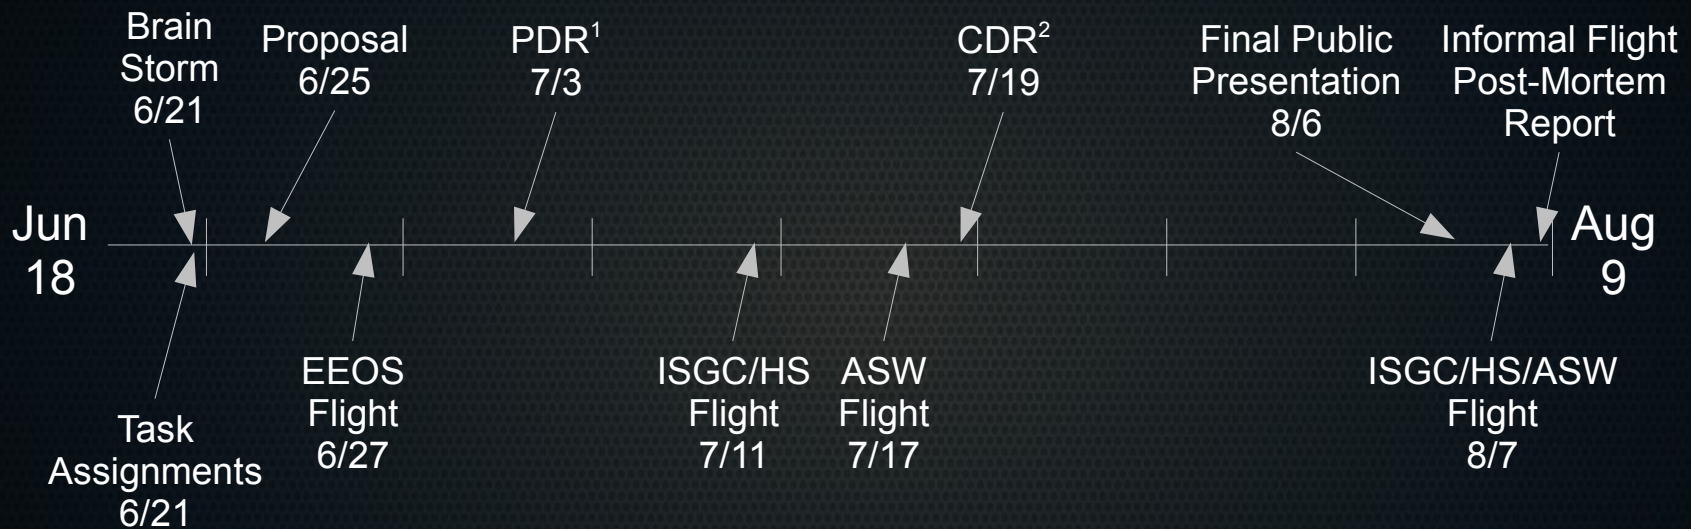 Brain
Storm
6/21
Proposal
6/25
PDR¹
7/3
CDR²
7/19
Final Public
Presentation
8/6
Informal Flight
Post-Mortem
Report
Jun
18
Aug
9
Task
Assignments
6/21
EEOS
Flight
6/27
ISGC/HS
Flight
7/11
ASW
Flight
7/17
ISGC/HS/ASW
Flight
8/7